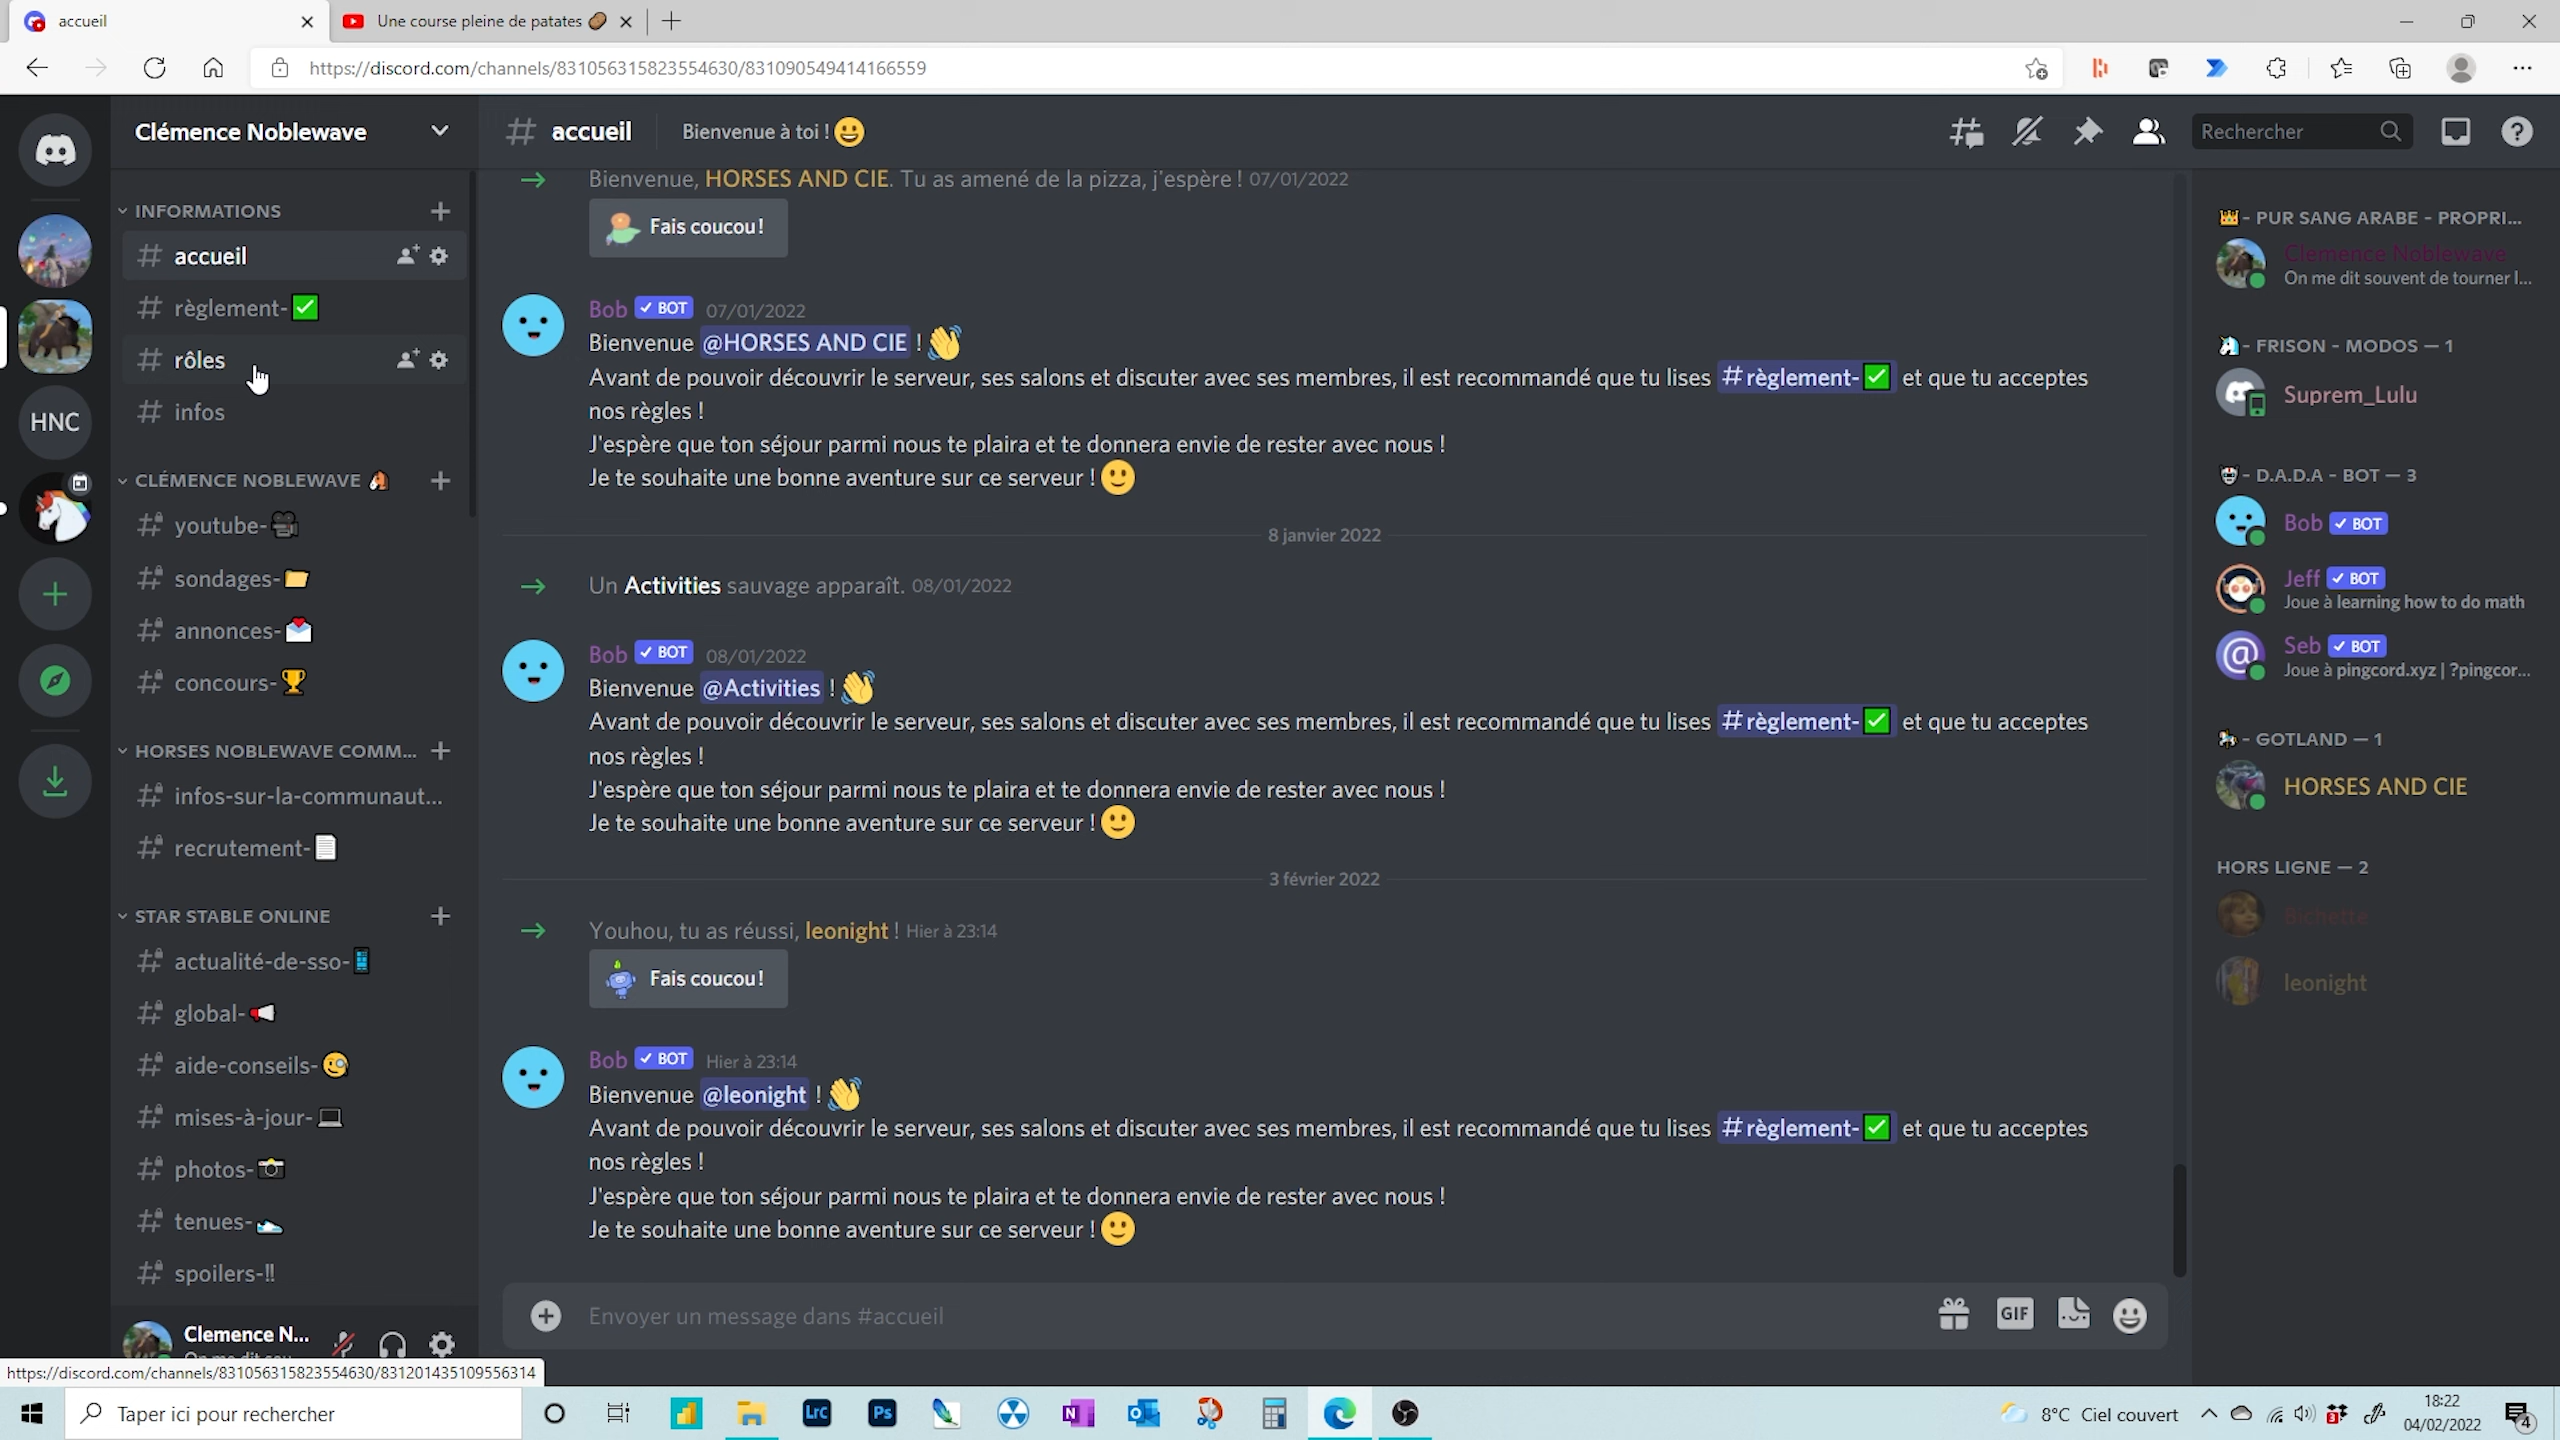 accueil
Une course pleine de patates 🥔
https://discord.com/channels/831056315823554630/831090549414166559
Clémence Noblewave
# accueil
Bienvenue à toi ! 😀
Rechercher
INFORMATIONS
accueil
règlement-✅
rôles
infos
HNC
CLÉMENCE NOBLEWAVE 🐴
youtube-🎥
sondages-📁
annonces-💌
concours-🏆
HORSES NOBLEWAVE COMM...
infos-sur-la-communaut...
recrutement-📄
STAR STABLE ONLINE
actualité-de-sso-📱
global-📢
aide-conseils-🧐
mises-à-jour-💻
photos-📷
tenues-👟
spoilers-‼
Clemence N...
https://discord.com/channels/831056315823554630/831201435109556314
Bienvenue, HORSES AND CIE. Tu as amené de la pizza, j'espère ! 07/01/2022
Fais coucou !
Bob ✓ BOT 07/01/2022
Bienvenue @HORSES AND CIE ! 👋
Avant de pouvoir découvrir le serveur, ses salons et discuter avec ses membres, il est recommandé que tu lises #règlement-✅ et que tu acceptes
nos règles !
J'espère que ton séjour parmi nous te plaira et te donnera envie de rester avec nous !
Je te souhaite une bonne aventure sur ce serveur ! 🙂
8 janvier 2022
Un Activities sauvage apparaît. 08/01/2022
Bob ✓ BOT 08/01/2022
Bienvenue @Activities ! 👋
Avant de pouvoir découvrir le serveur, ses salons et discuter avec ses membres, il est recommandé que tu lises #règlement-✅ et que tu acceptes
nos règles !
J'espère que ton séjour parmi nous te plaira et te donnera envie de rester avec nous !
Je te souhaite une bonne aventure sur ce serveur ! 🙂
3 février 2022
Youhou, tu as réussi, leonight ! Hier à 23:14
Fais coucou !
Bob ✓ BOT Hier à 23:14
Bienvenue @leonight ! 👋
Avant de pouvoir découvrir le serveur, ses salons et discuter avec ses membres, il est recommandé que tu lises #règlement-✅ et que tu acceptes
nos règles !
J'espère que ton séjour parmi nous te plaira et te donnera envie de rester avec nous !
Je te souhaite une bonne aventure sur ce serveur ! 🙂
Envoyer un message dans #accueil
GIF
👑 - PUR SANG ARABE - PROPRI...
Clemence Noblewave
On me dit souvent de tourner l...
🦄 - FRISON - MODOS — 1
Suprem_Lulu
🤖 - D.A.D.A - BOT — 3
Bob ✓ BOT
Jeff ✓ BOT
Joue à learning how to do math
Seb ✓ BOT
Joue à pingcord.xyz | ?pingcor...
🎠 - GOTLAND — 1
HORSES AND CIE
HORS LIGNE — 2
Bichette
leonight
Taper ici pour rechercher
LrC
Ps
N
8°C Ciel couvert
18:22
04/02/2022
4